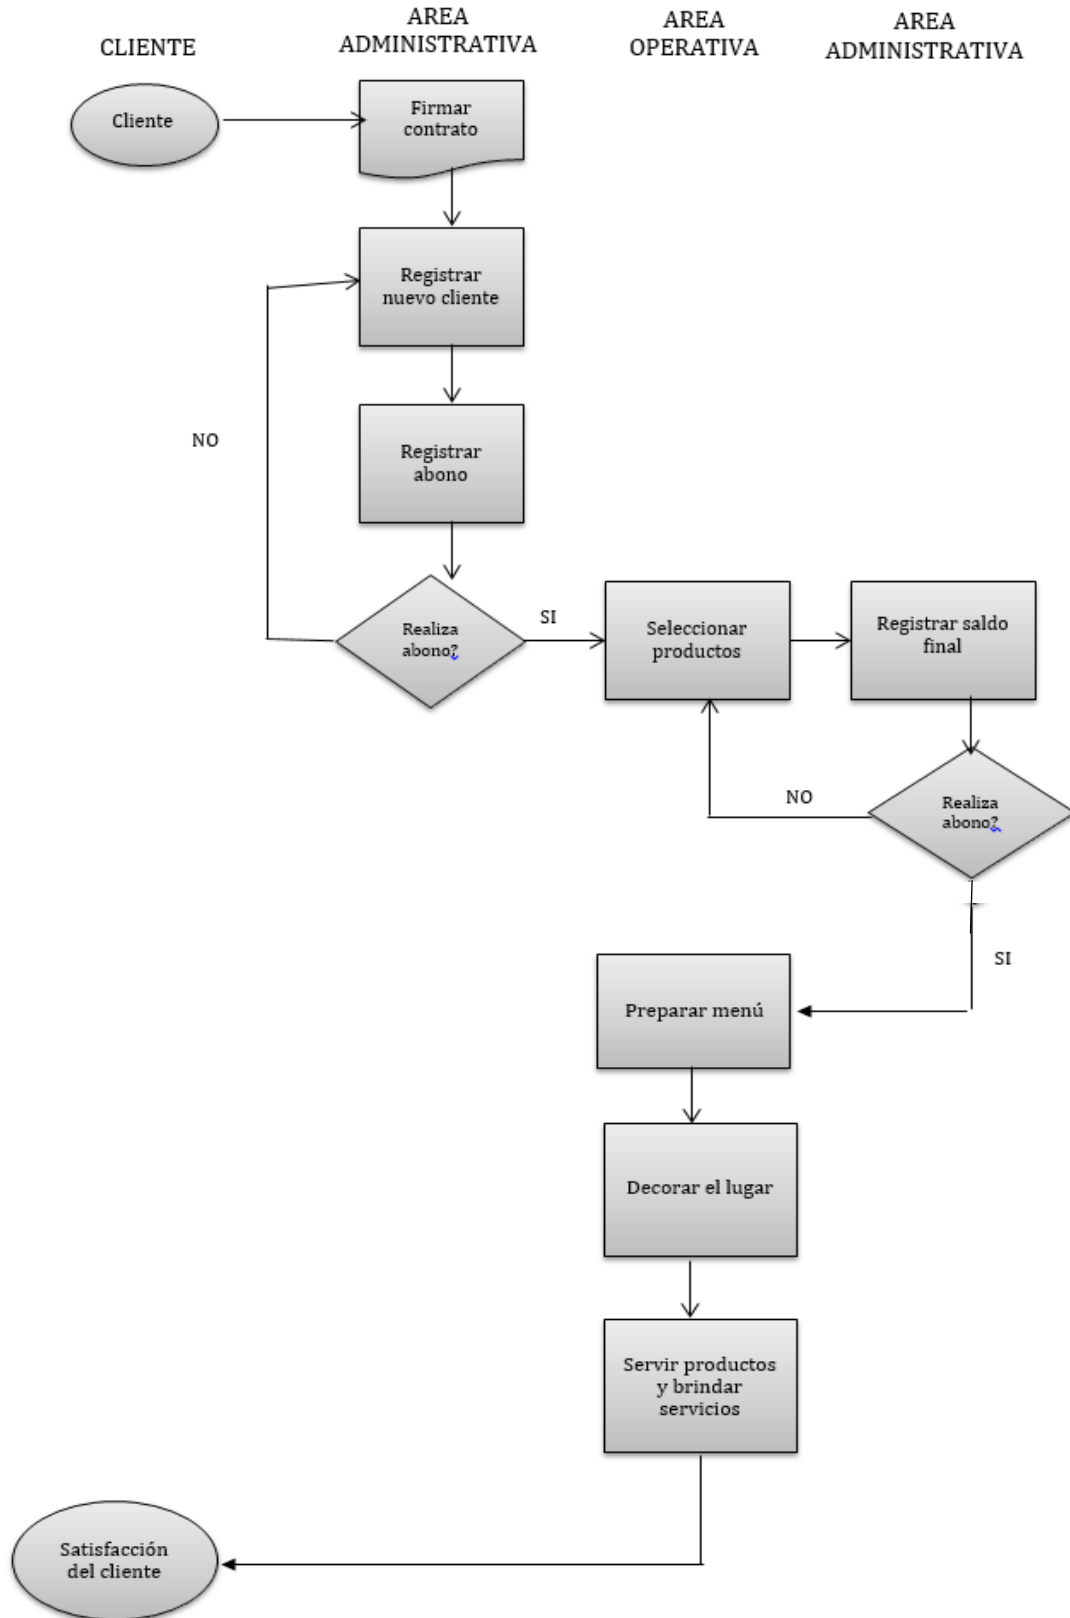 CLIENTE
AREA
ADMINISTRATIVA
AREA
OPERATIVA
AREA
ADMINISTRATIVA
Cliente
Firmar
contrato
Registrar
nuevo cliente
NO
Registrar
abono
Realiza
abono?
SI
Seleccionar
productos
Registrar saldo
final
NO
Realiza
abono?
SI
Preparar menú
Decorar el lugar
Servir productos
y brindar
servicios
Satisfacción
del cliente